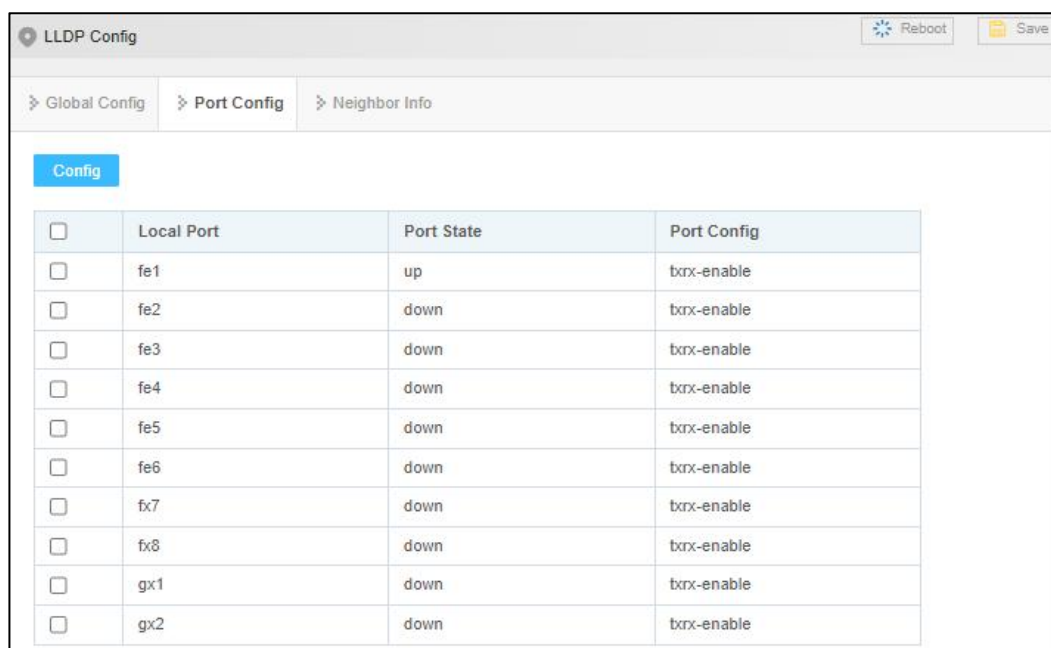 LLDP Config
Reboot
Save
Global Config
Port Config
Neighbor Info
Config
Local Port Port State Port Config
fe1 up txrx-enable
fe2 down txrx-enable
fe3 down txrx-enable
fe4 down txrx-enable
fe5 down txrx-enable
fe6 down txrx-enable
fx7 down txrx-enable
fx8 down txrx-enable
gx1 down txrx-enable
gx2 down txrx-enable